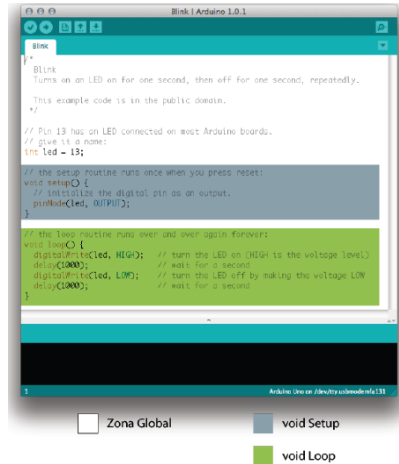 Blink | Arduino 1.0.1
Blink
/*
Blink
Turns on an LED on for one second, then off for one second, repeatedly.
This example code is in the public domain.
*/
// Pin 13 has an LED connected on most Arduino boards.
// give it a name:
int led = 13;
// the setup routine runs once when you press reset:
void setup() {
// initialize the digital pin as an output.
pinMode(led, OUTPUT);
}
// the loop routine runs over and over again forever:
void loop() {
digitalWrite(led, HIGH); // turn the LED on (HIGH is the voltage level)
delay(1000); // wait for a second
digitalWrite(led, LOW); // turn the LED off by making the voltage LOW
delay(1000); // wait for a second
}
1 Arduino Uno on /dev/tty.usbmodemfa131
Zona Global void Setup
void Loop